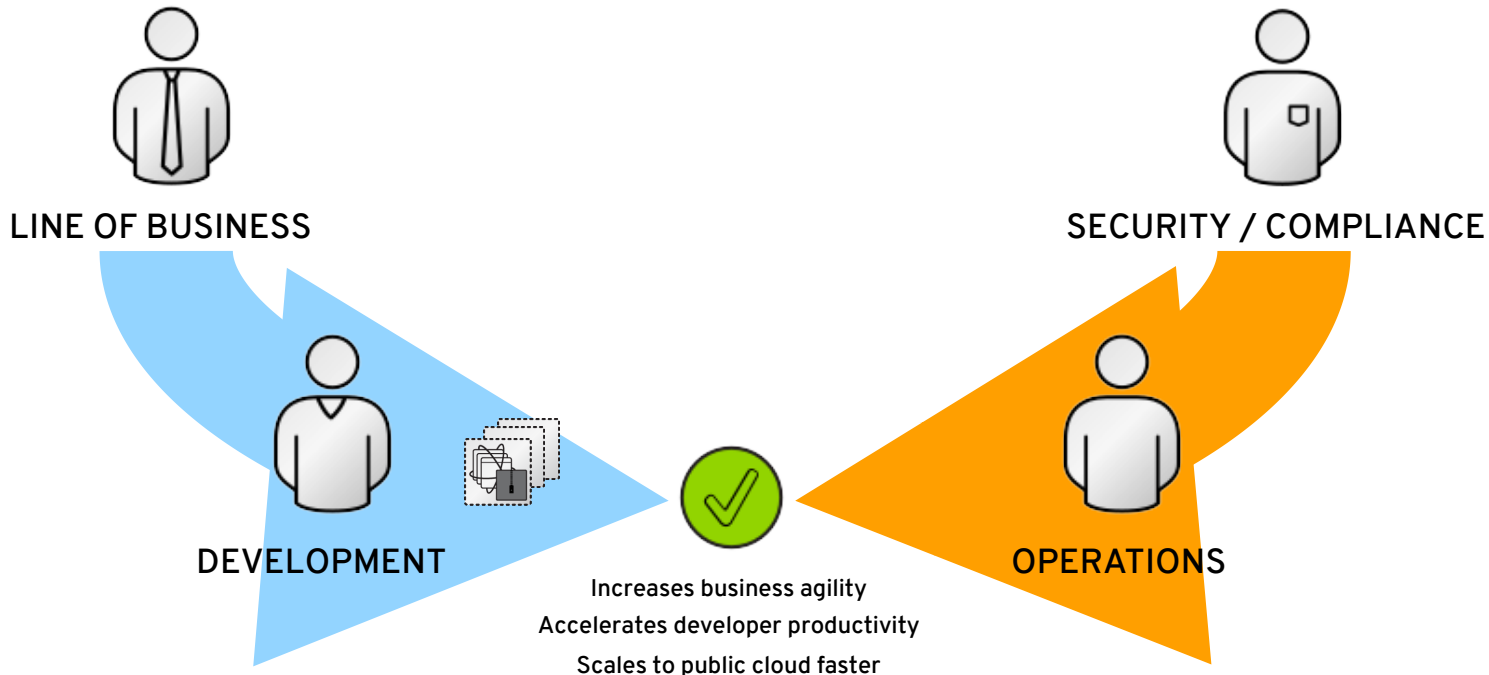 LINE OF BUSINESS
SECURITY / COMPLIANCE
DEVELOPMENT
OPERATIONS
Increases business agility
Accelerates developer productivity
Scales to public cloud faster